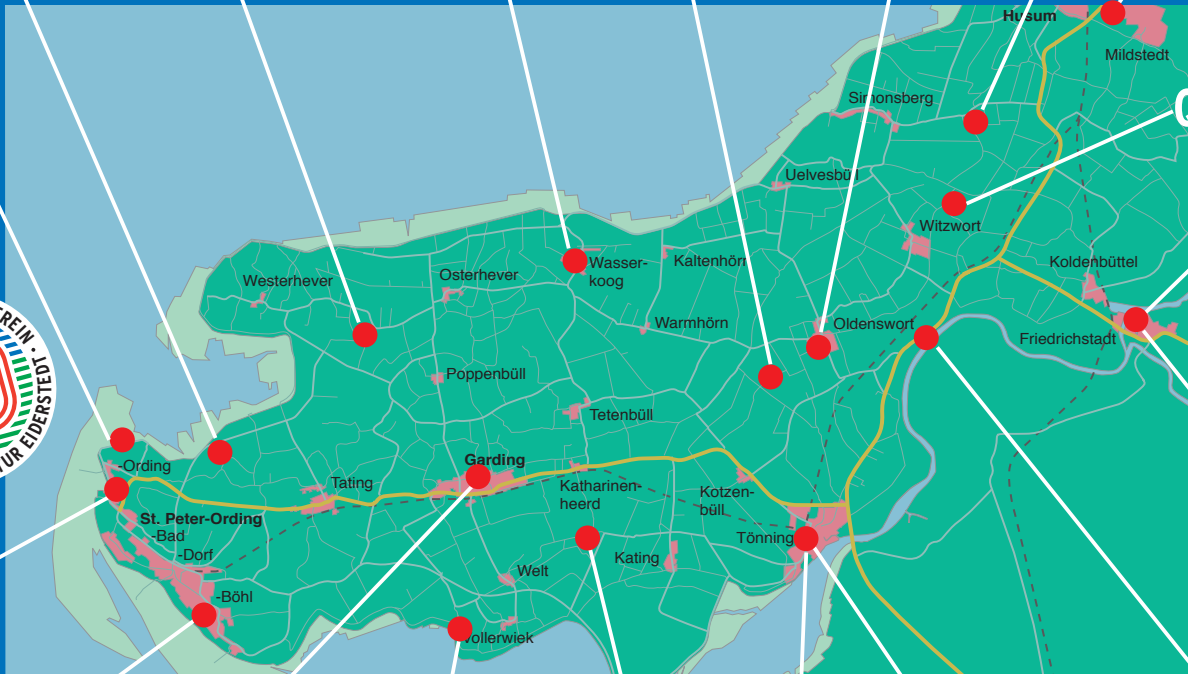 Husum
Mildstedt
Simonsberg
Uelvesbüll
Witzwort
Koldenbüttel
Friedrichstadt
Oldenswort
Kaltenhörn
Wasser-
koog
Osterhever
Westerhever
Warmhörn
Poppenbüll
Tetenbüll
-Ording
Tating
Garding
Katharinen-
heerd
Kotzen-
büll
St. Peter-Ording
-Bad
-Dorf
Tönning
Kating
Welt
-Böhl
Vollerwiek
EIDERSTEDT